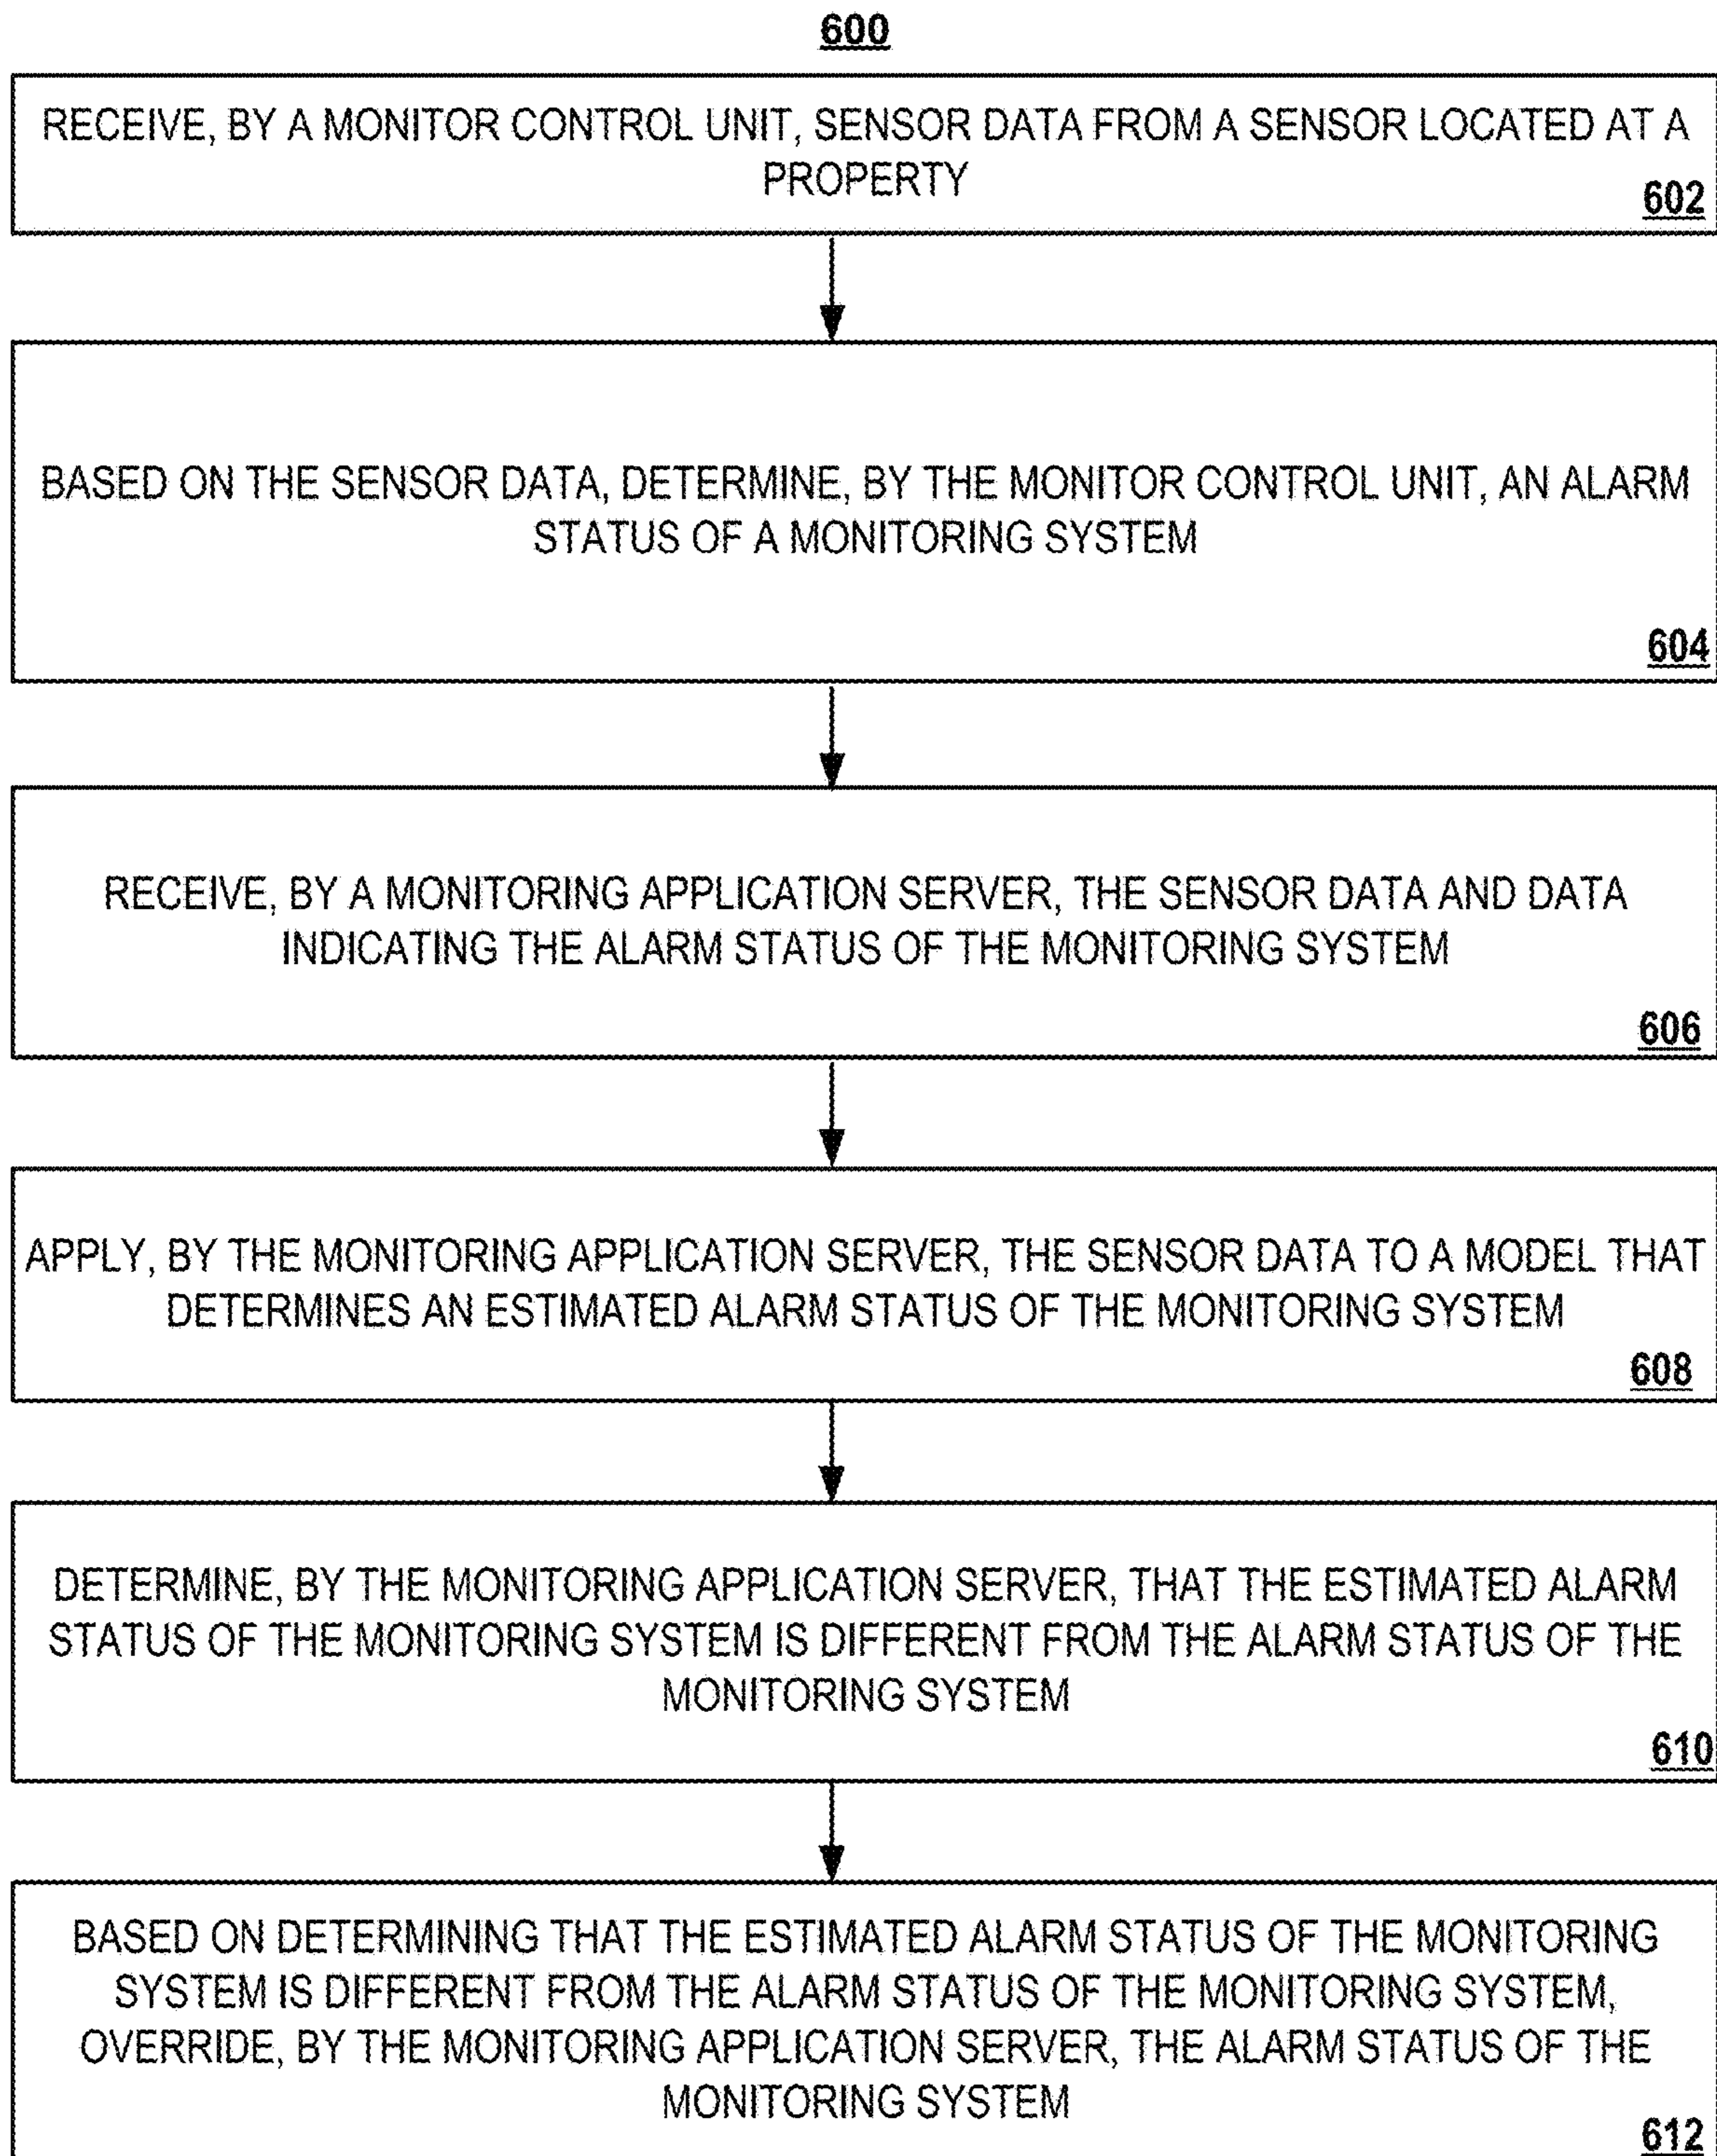 600
RECEIVE, BY A MONITOR CONTROL UNIT, SENSOR DATA FROM A SENSOR LOCATED AT A
PROPERTY
602
BASED ON THE SENSOR DATA, DETERMINE, BY THE MONITOR CONTROL UNIT, AN ALARM
STATUS OF A MONITORING SYSTEM
604
RECEIVE, BY A MONITORING APPLICATION SERVER, THE SENSOR DATA AND DATA
INDICATING THE ALARM STATUS OF THE MONITORING SYSTEM
606
APPLY, BY THE MONITORING APPLICATION SERVER, THE SENSOR DATA TO A MODEL THAT
DETERMINES AN ESTIMATED ALARM STATUS OF THE MONITORING SYSTEM
608
DETERMINE, BY THE MONITORING APPLICATION SERVER, THAT THE ESTIMATED ALARM
STATUS OF THE MONITORING SYSTEM IS DIFFERENT FROM THE ALARM STATUS OF THE
MONITORING SYSTEM
610
BASED ON DETERMINING THAT THE ESTIMATED ALARM STATUS OF THE MONITORING
SYSTEM IS DIFFERENT FROM THE ALARM STATUS OF THE MONITORING SYSTEM,
OVERRIDE, BY THE MONITORING APPLICATION SERVER, THE ALARM STATUS OF THE
MONITORING SYSTEM
612